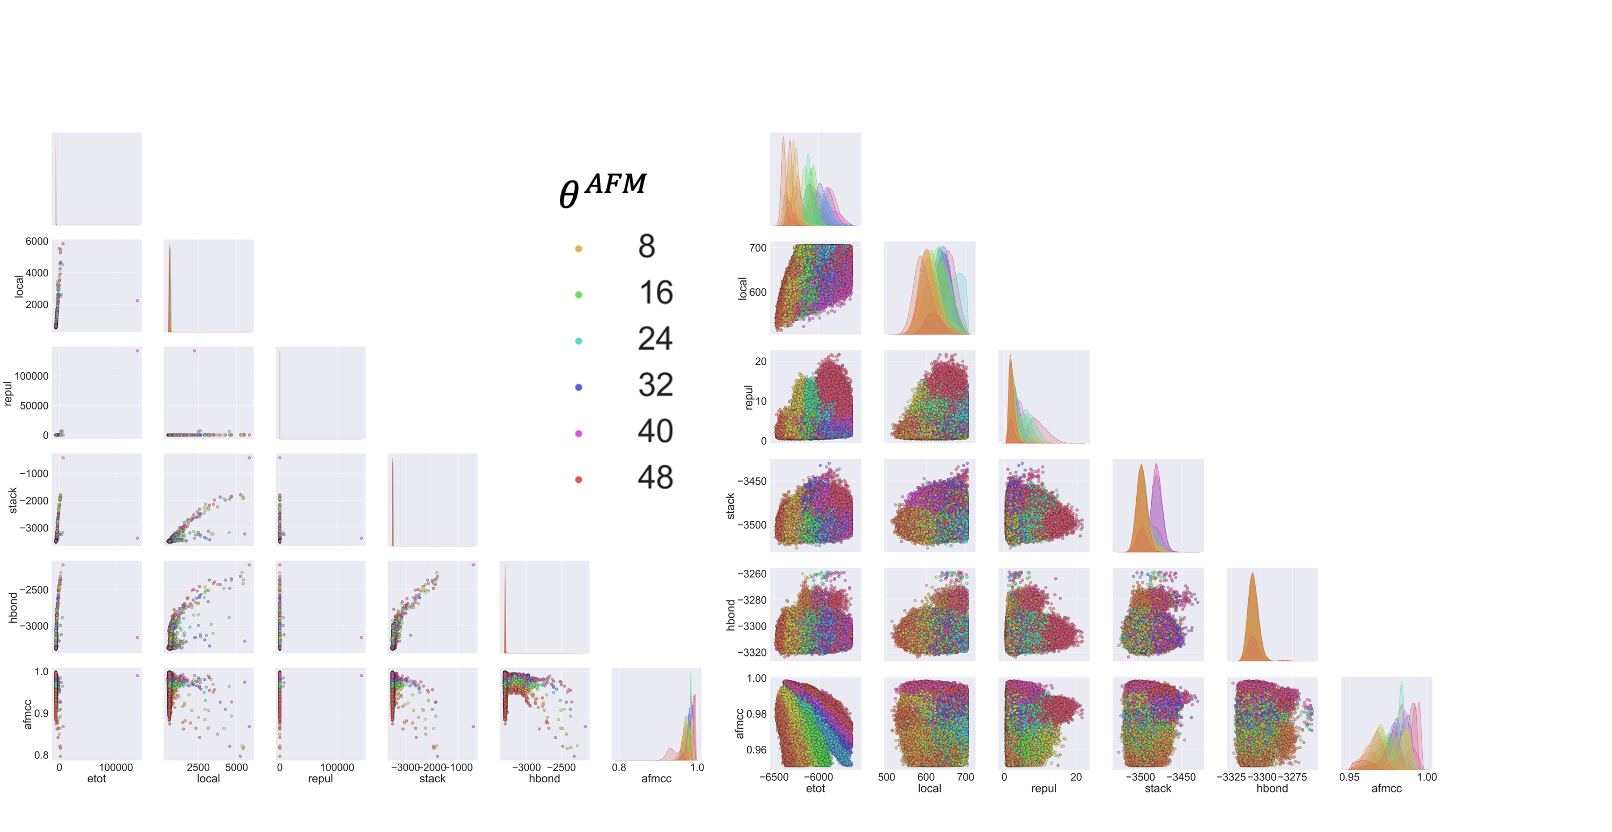 θ^AFM
8
16
24
32
40
48
6000
4000
2000
local
100000
50000
0
repul
−1000
−2000
−3000
stack
−2500
−3000
hbond
1.0
0.9
0.8
afmcc
0 100000
etot
2500 5000
local
0 100000
repul
−3000−2000−1000
stack
−3000 −2500
hbond
0.8 1.0
afmcc
700
600
local
20
10
0
repul
−3450
−3500
stack
−3260
−3280
−3300
−3320
hbond
1.00
0.98
0.96
afmcc
−6500 −6000
etot
500 600 700
local
0 20
repul
−3500 −3450
stack
−3325−3300−3275
hbond
0.95 1.00
afmcc